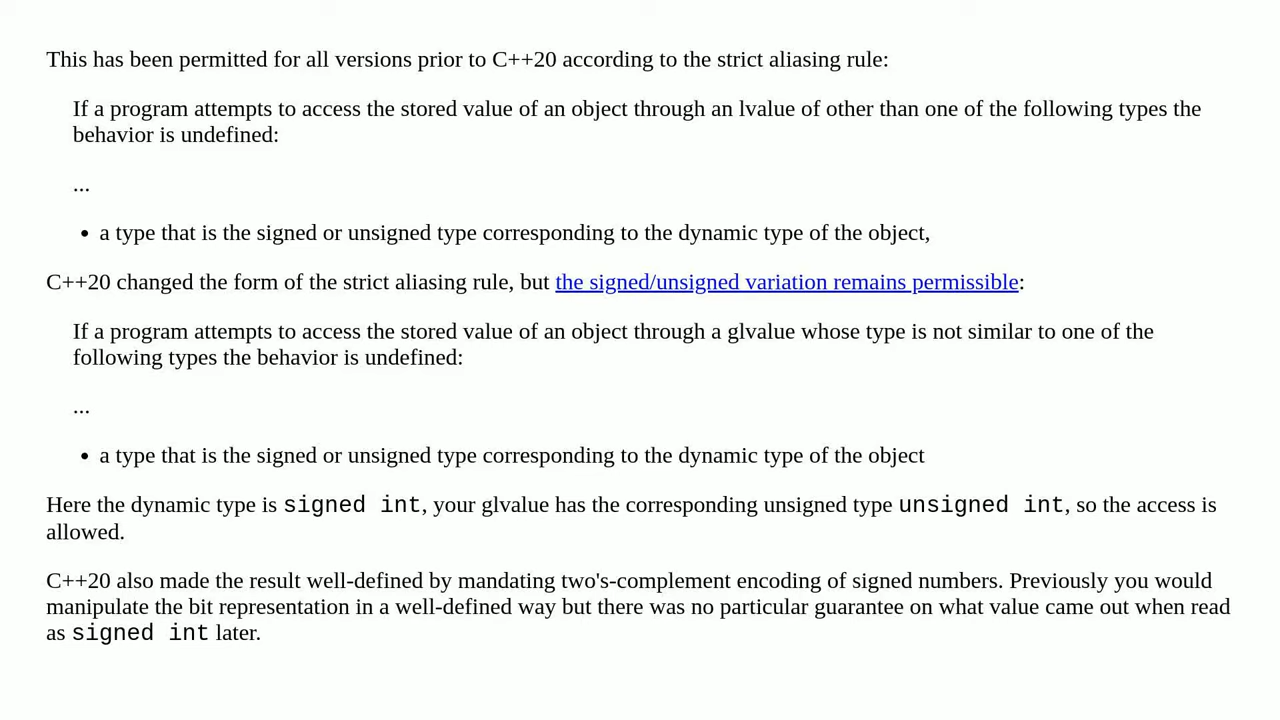 This has been permitted for all versions prior to C++20 according to the strict aliasing rule:
If a program attempts to access the stored value of an object through an lvalue of other than one of the following types the
behavior is undefined:
...
• a type that is the signed or unsigned type corresponding to the dynamic type of the object,
C++20 changed the form of the strict aliasing rule, but the signed/unsigned variation remains permissible:
If a program attempts to access the stored value of an object through a glvalue whose type is not similar to one of the
following types the behavior is undefined:
...
• a type that is the signed or unsigned type corresponding to the dynamic type of the object
Here the dynamic type is signed int, your glvalue has the corresponding unsigned type unsigned int, so the access is
allowed.
C++20 also made the result well-defined by mandating two's-complement encoding of signed numbers. Previously you would
manipulate the bit representation in a well-defined way but there was no particular guarantee on what value came out when read
as signed int later.